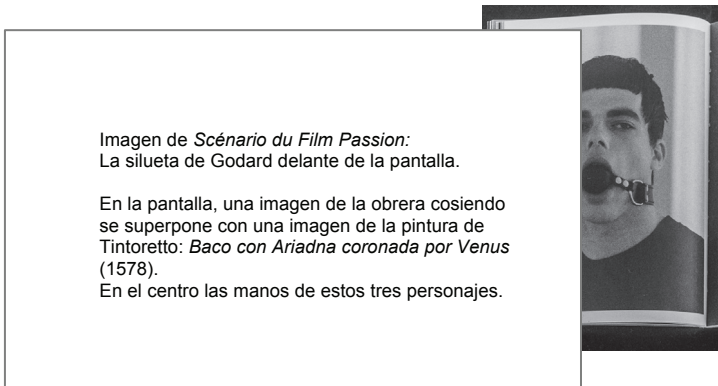 Imagen de Scénario du Film Passion:
La silueta de Godard delante de la pantalla.
En la pantalla, una imagen de la obrera cosiendo
se superpone con una imagen de la pintura de
Tintoretto: Baco con Ariadna coronada por Venus
(1578).
En el centro las manos de estos tres personajes.